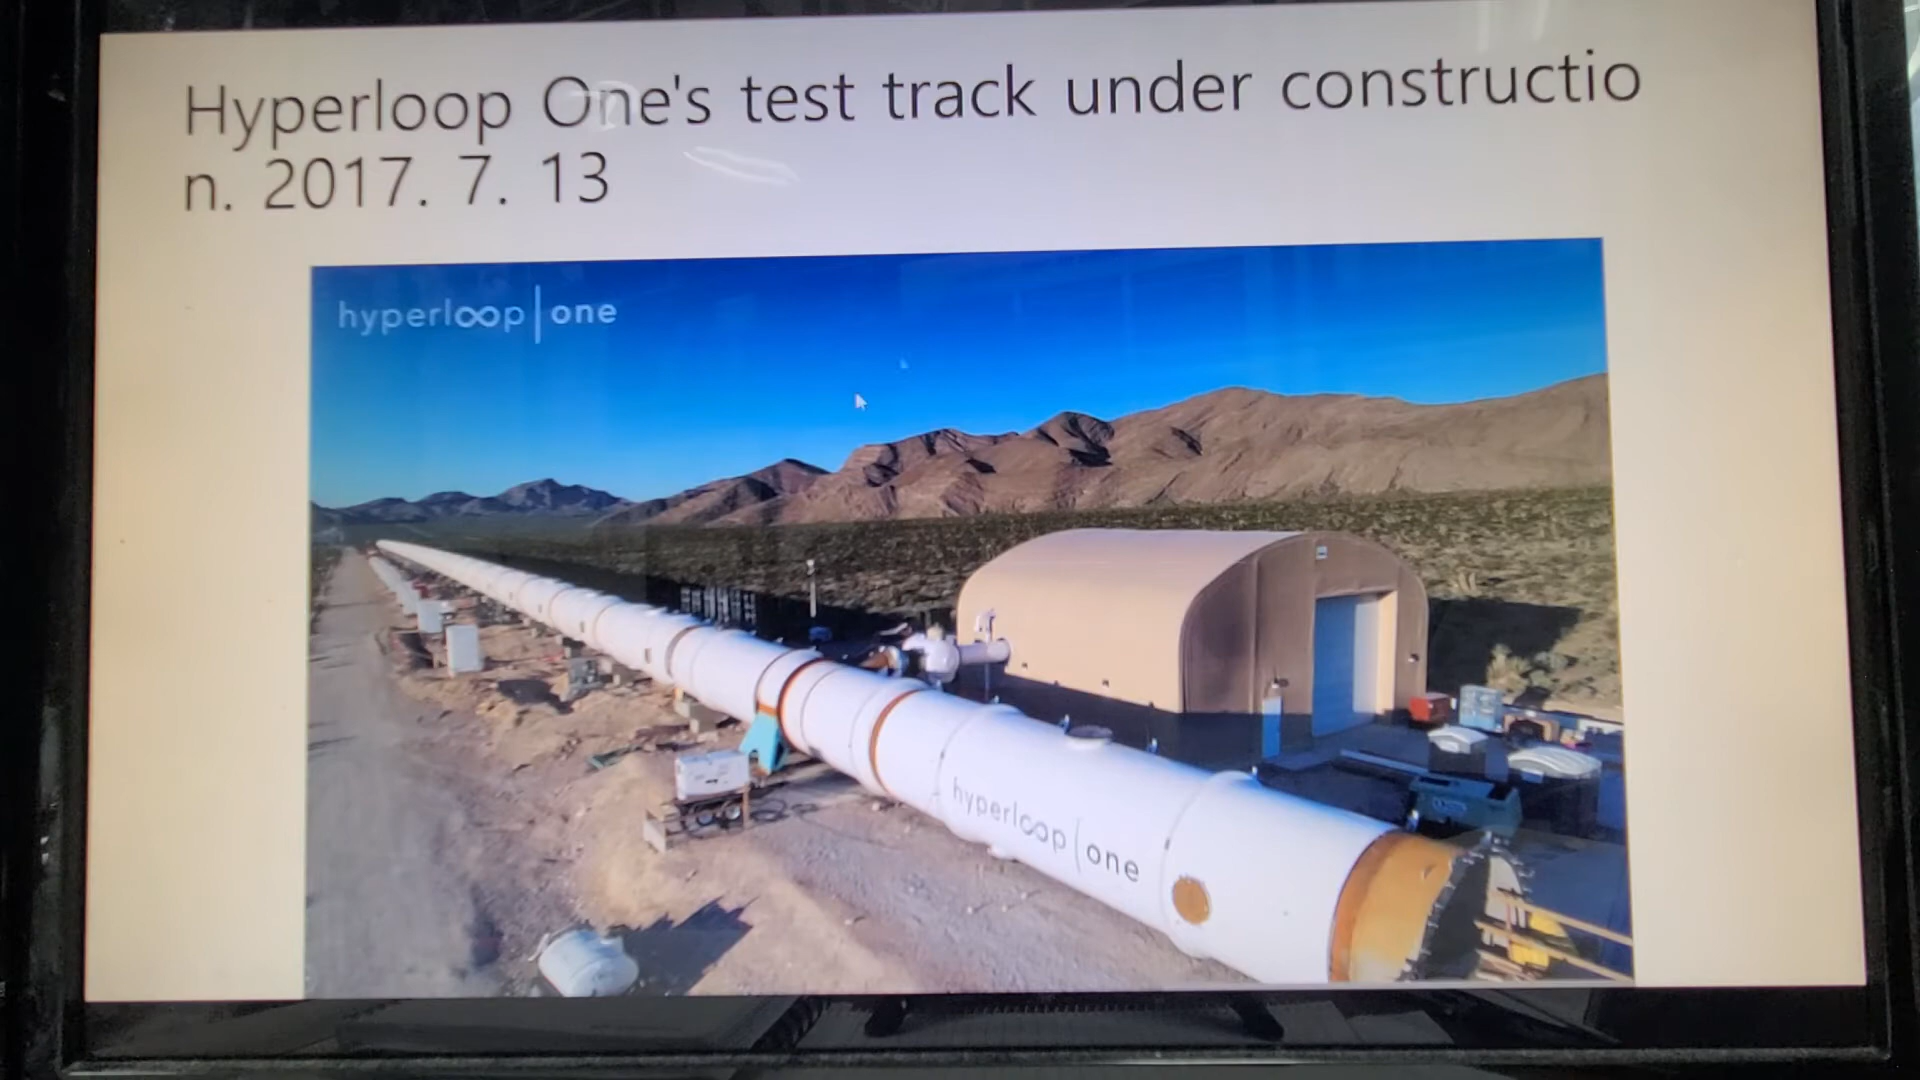 Hyperloop One's test track under constructio
n. 2017. 7. 13
hyperloop|one
hyperloop|one